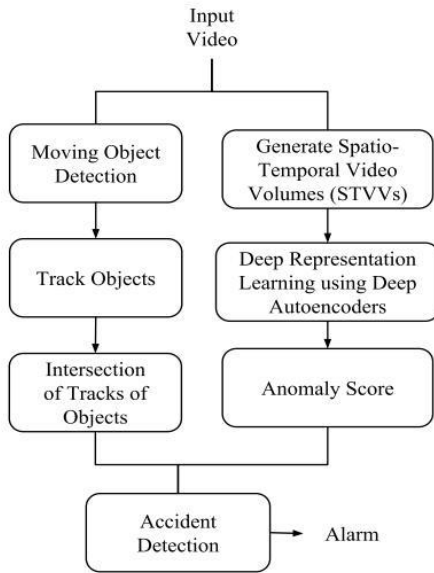 Input
Video
Moving Object
Detection
Generate Spatio-
Temporal Video
Volumes (STVVs)
Track Objects
Deep Representation
Learning using Deep
Autoencoders
Intersection
of Tracks of
Objects
Anomaly Score
Accident
Detection
Alarm